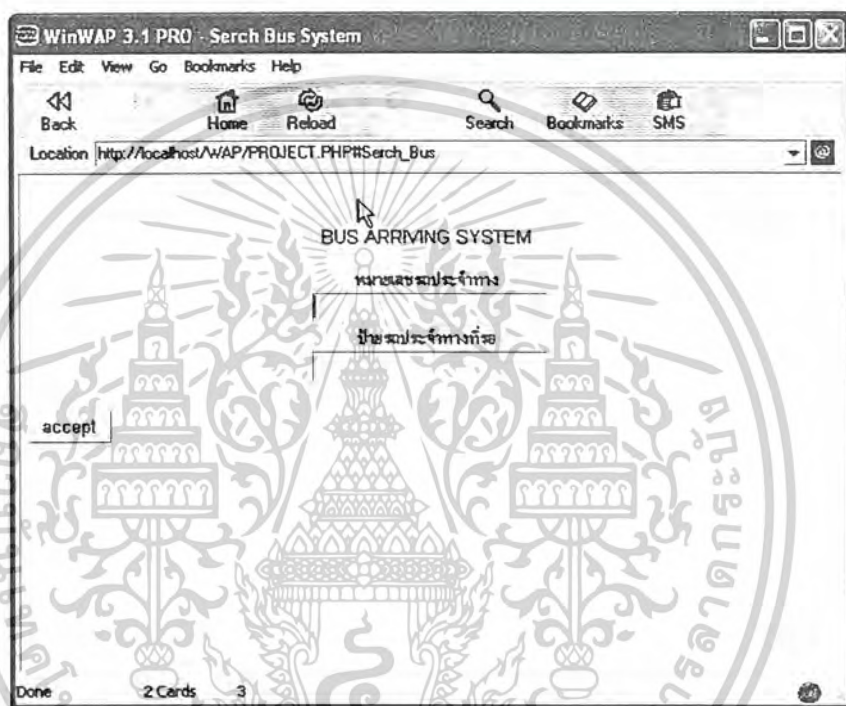 WinWAP 3.1 PRO - Serch Bus System
File Edit View Go Bookmarks Help
Back Home Reload Search Bookmarks SMS
Location http://localhost/WAP/PROJECT.PHP#Serch_Bus
BUS ARRIVING SYSTEM
หมายเลขรถประจำทาง
ป้ายรถประจำทางที่รอ
accept
Done 2 Cards 3